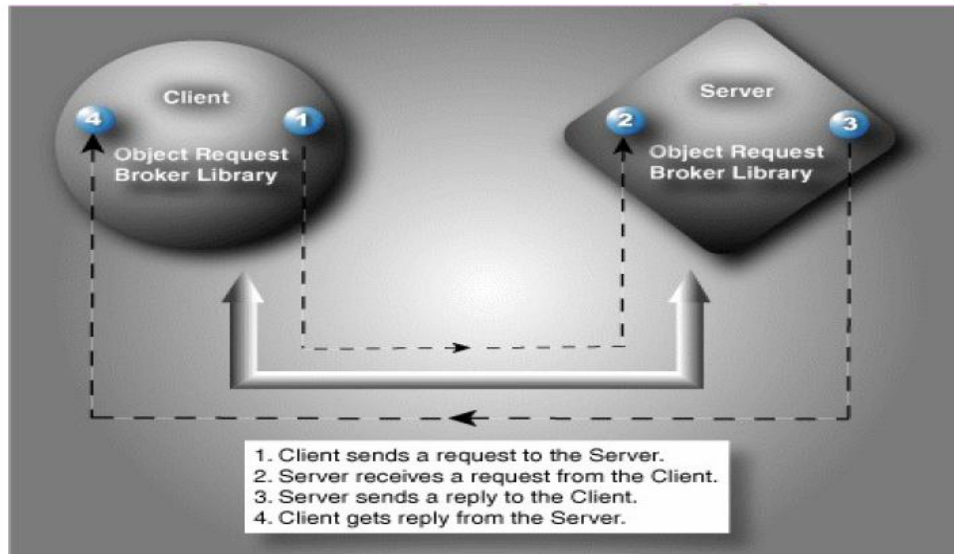 Client
4
1
Object Request
Broker Library
Server
2
3
Object Request
Broker Library
1. Client sends a request to the Server.
2. Server receives a request from the Client.
3. Server sends a reply to the Client.
4. Client gets reply from the Server.